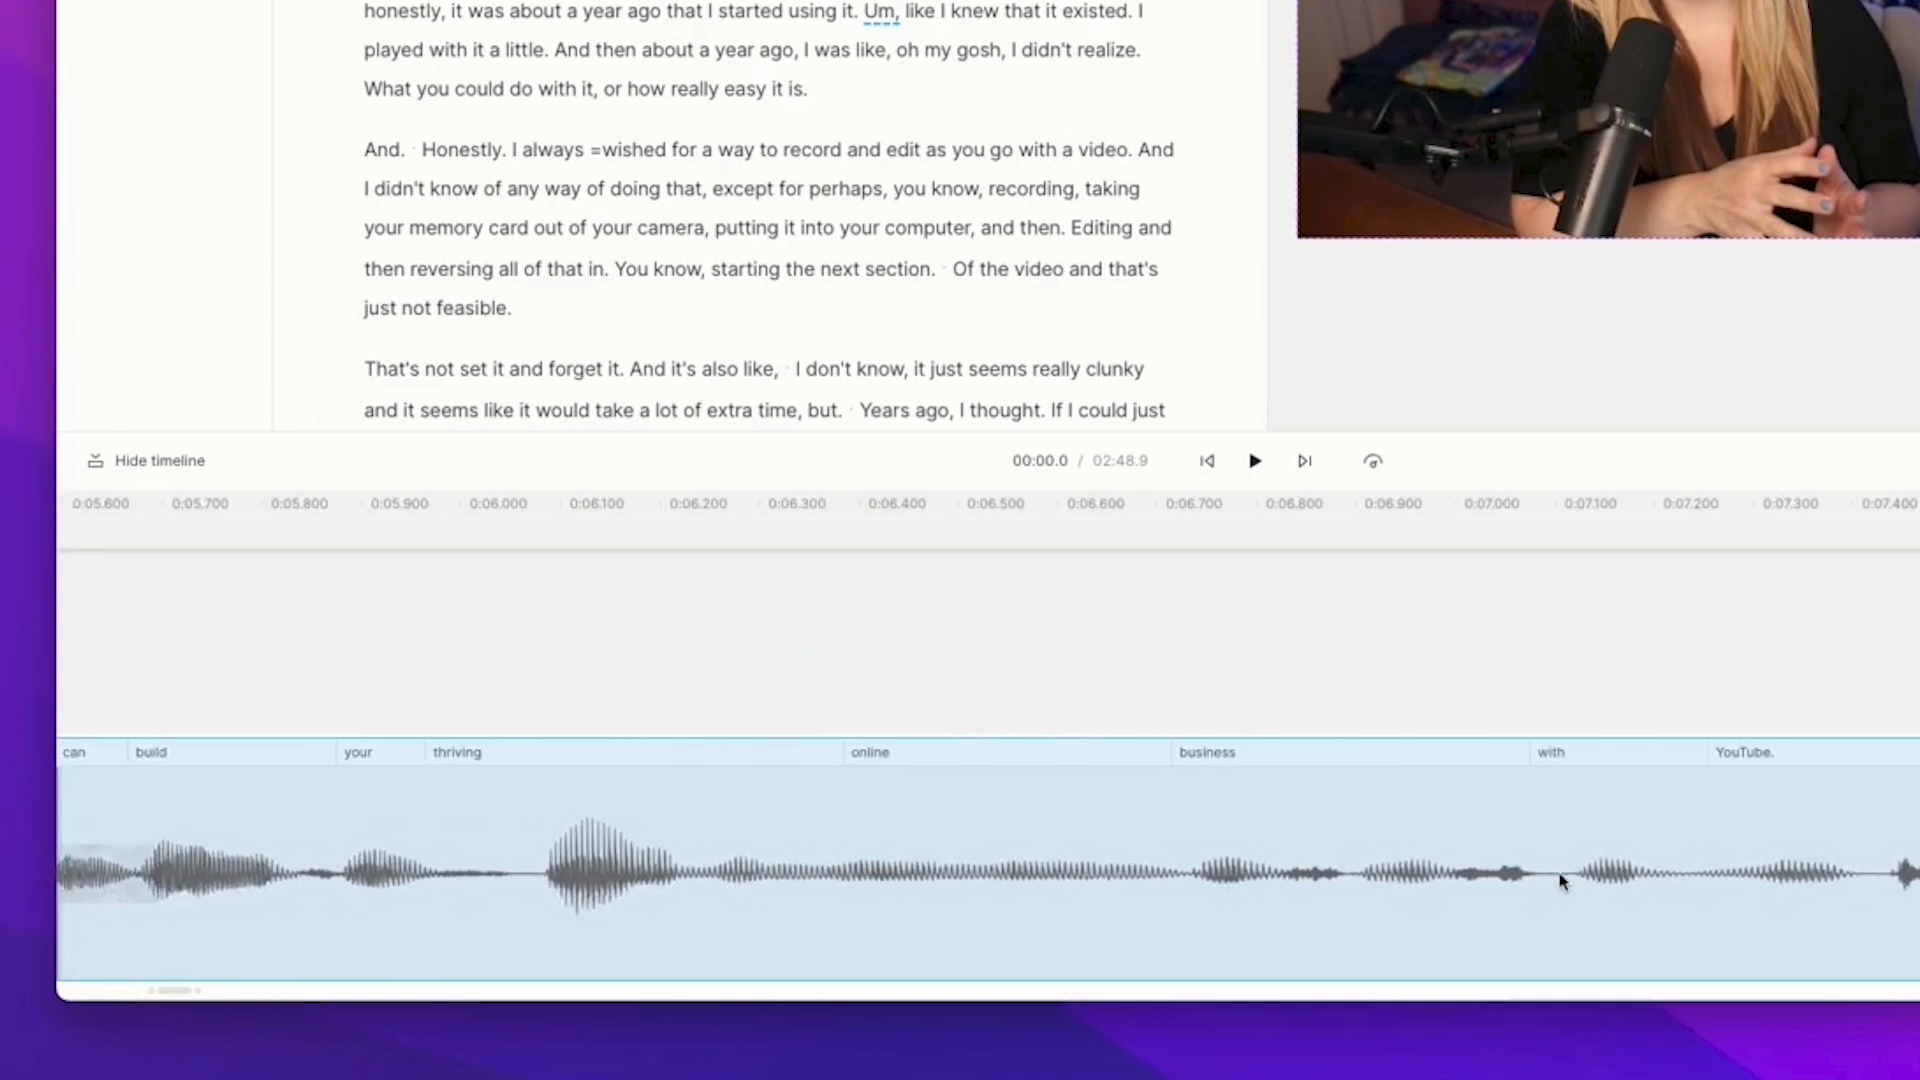 honestly, it was about a year ago that I started using it. Um, like I knew that it existed. I
played with it a little. And then about a year ago, I was like, oh my gosh, I didn't realize.
What you could do with it, or how really easy it is.
And. Honestly. I always =wished for a way to record and edit as you go with a video. And
I didn't know of any way of doing that, except for perhaps, you know, recording, taking
your memory card out of your camera, putting it into your computer, and then. Editing and
then reversing all of that in. You know, starting the next section. Of the video and that's
just not feasible.
That's not set it and forget it. And it's also like, I don't know, it just seems really clunky
and it seems like it would take a lot of extra time, but. Years ago, I thought. If I could just
Hide timeline 00:00.0 / 02:48.9
0:05.600 0:05.700 0:05.800 0:05.900 0:06.000 0:06.100 0:06.200 0:06.300 0:06.400 0:06.500 0:06.600 0:06.700 0:06.800 0:06.900 0:07.000 0:07.100 0:07.200 0:07.300 0:07.400
can build your thriving online business with YouTube.